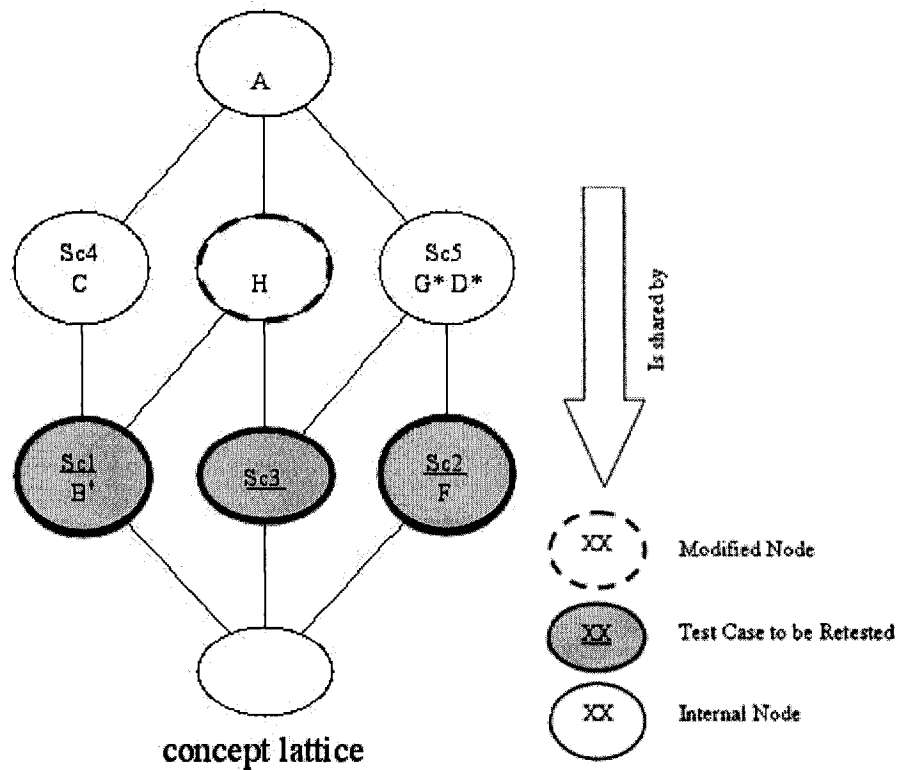 A
Sc4
C
H
Sc5
G* D*
Is shared by
Sc1
B'
Sc3
Sc2
F
XX
Modified Node
XX
Test Case to be Retested
XX
Internal Node
concept lattice